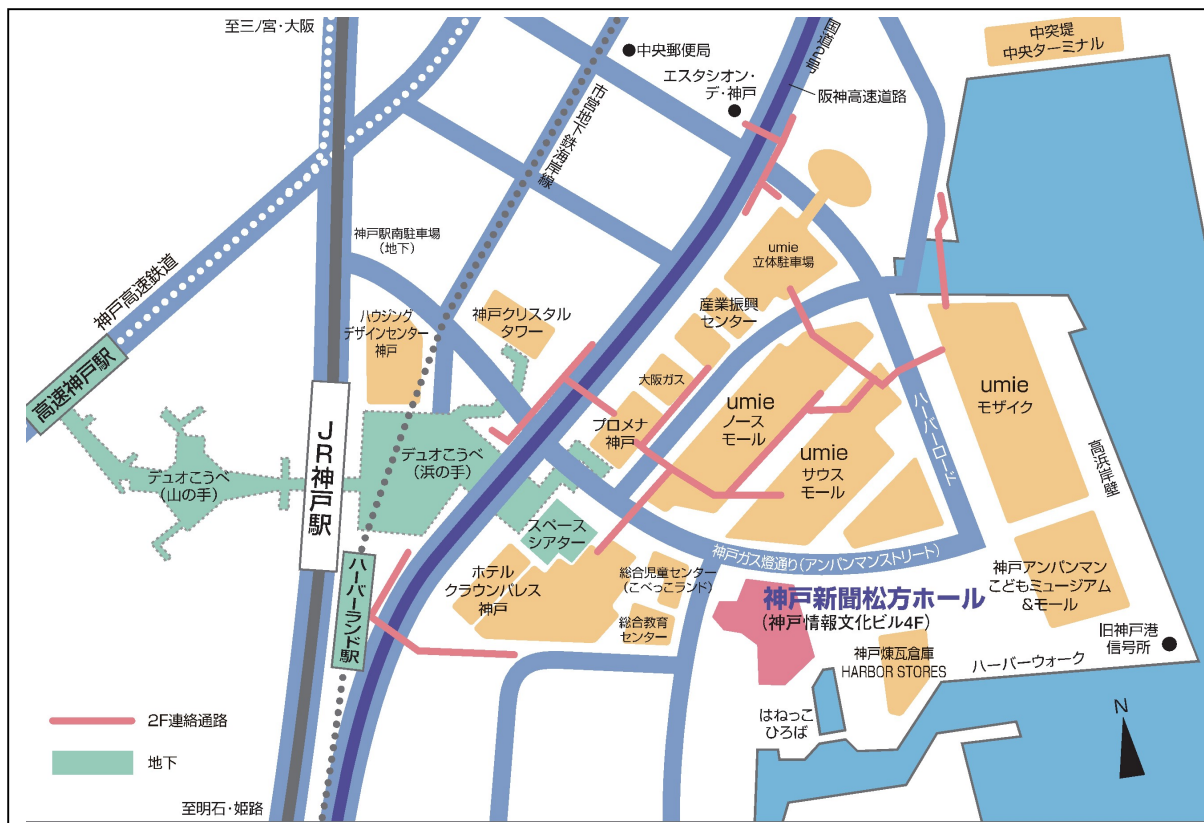 至三ノ宮・大阪
中央郵便局
エスタシオン・
デ・神戸
国道2号
阪神高速道路
中突堤
中央ターミナル
市営地下鉄海岸線
神戸駅南駐車場
(地下)
神戸高速鉄道
高速神戸駅
ハウジング
デザインセンター
神戸
神戸クリスタル
タワー
umie
立体駐車場
産業振興
センター
大阪ガス
プロメナ
神戸
umie
ノース
モール
umie
サウス
モール
umie
モザイク
ハーバーロード
高浜岸壁
デュオこうべ
(山の手)
JR神戸駅
デュオこうべ
(浜の手)
スペース
シアター
ハーバーランド駅
ホテル
クラウンパレス
神戸
総合児童センター
(こべっこランド)
総合教育
センター
神戸ガス燈通り(アンパンマンストリート)
神戸新聞松方ホール
(神戸情報文化ビル4F)
神戸アンパンマン
こどもミュージアム
&モール
旧神戸港
信号所
神戸煉瓦倉庫
HARBOR STORES
ハーバーウォーク
はねっこ
ひろば
N
2F連絡通路
地下
至明石・姫路